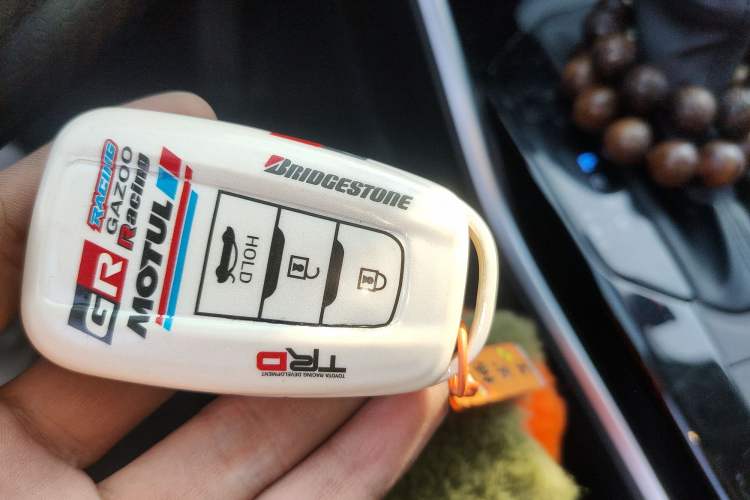 BRIDGESTONE
RACING
GAZOO
Racing
GR
MOTUL
HOLD
TRD
TOYOTA RACING DEVELOPMENT